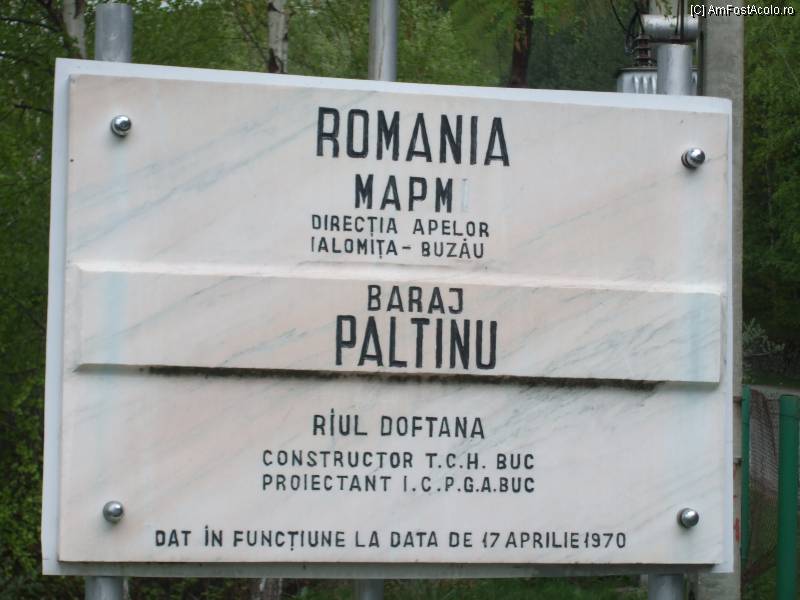 [C] AmFostAcolo.ro
ROMANIA
MAPM
DIRECȚIA APELOR
IALOMIȚA - BUZĂU
BARAJ
PALTINU
RÎUL DOFTANA
CONSTRUCTOR T.C.H. BUC
PROIECTANT I.C.P.G.A. BUC
DAT ÎN FUNCȚIUNE LA DATA DE 17 APRILIE 1970